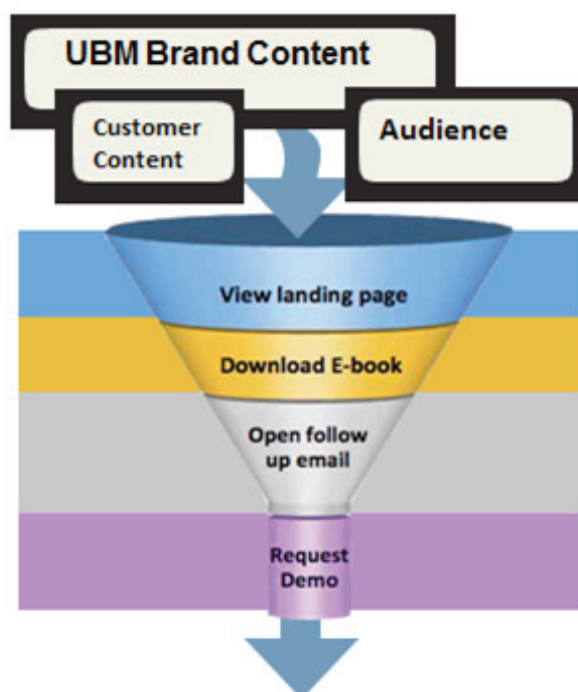 UBM Brand Content
Customer
Content
Audience
View landing page
Download E-book
Open follow
up email
Request
Demo